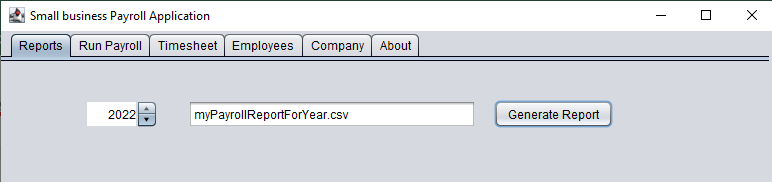 Small business Payroll Application
Reports Run Payroll Timesheet Employees Company About
2022 myPayrollReportForYear.csv Generate Report